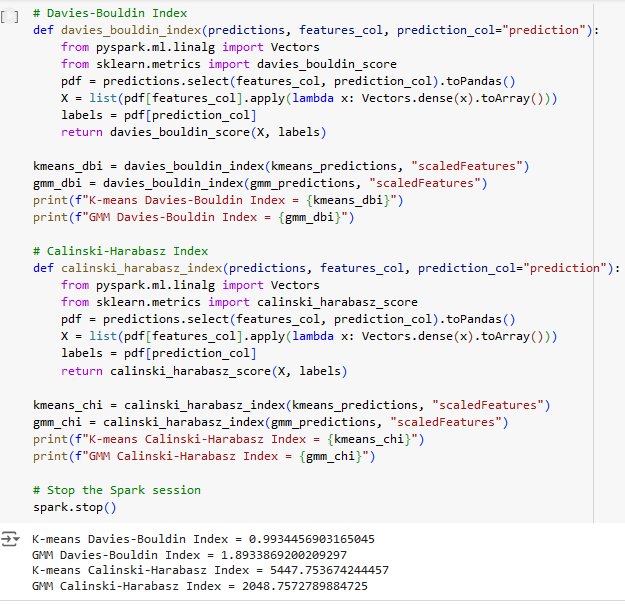 [ ]
# Davies-Bouldin Index
def davies_bouldin_index(predictions, features_col, prediction_col="prediction"):
    from pyspark.ml.linalg import Vectors
    from sklearn.metrics import davies_bouldin_score
    pdf = predictions.select(features_col, prediction_col).toPandas()
    X = list(pdf[features_col].apply(lambda x: Vectors.dense(x).toArray()))
    labels = pdf[prediction_col]
    return davies_bouldin_score(X, labels)

kmeans_dbi = davies_bouldin_index(kmeans_predictions, "scaledFeatures")
gmm_dbi = davies_bouldin_index(gmm_predictions, "scaledFeatures")
print(f"K-means Davies-Bouldin Index = {kmeans_dbi}")
print(f"GMM Davies-Bouldin Index = {gmm_dbi}")

# Calinski-Harabasz Index
def calinski_harabasz_index(predictions, features_col, prediction_col="prediction"):
    from pyspark.ml.linalg import Vectors
    from sklearn.metrics import calinski_harabasz_score
    pdf = predictions.select(features_col, prediction_col).toPandas()
    X = list(pdf[features_col].apply(lambda x: Vectors.dense(x).toArray()))
    labels = pdf[prediction_col]
    return calinski_harabasz_score(X, labels)

kmeans_chi = calinski_harabasz_index(kmeans_predictions, "scaledFeatures")
gmm_chi = calinski_harabasz_index(gmm_predictions, "scaledFeatures")
print(f"K-means Calinski-Harabasz Index = {kmeans_chi}")
print(f"GMM Calinski-Harabasz Index = {gmm_chi}")

# Stop the Spark session
spark.stop()

K-means Davies-Bouldin Index = 0.9934456903165045
GMM Davies-Bouldin Index = 1.8933869200209297
K-means Calinski-Harabasz Index = 5447.753674244457
GMM Calinski-Harabasz Index = 2048.7572789884725